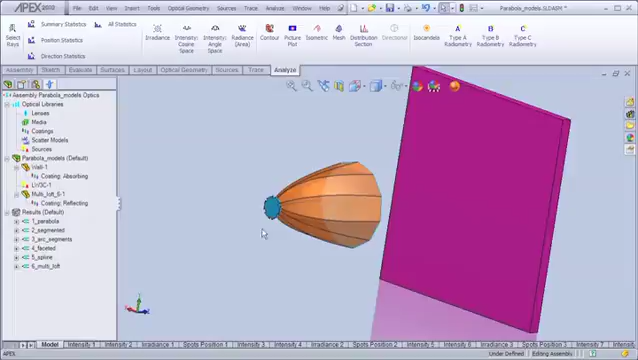 APEX 2010
File Edit View Insert Tools Optical Geometry Sources Trace Analyze
Parabola_models.SLDASM *
Select Rays
Summary Statistics
Position Statistics
Direction Statistics
All Statistics
Irradiance
Intensity: Cosine Space
Intensity: Angle Space
Radiance (Area)
Contour
Picture Plot
Isometric
Mesh
Distribution Section
Directional
Isocandela
Type A Radiometry
Type B Radiometry
Type C Radiometry
Assembly Sketch Evaluate Surfaces Layout Optical Geometry Sources Trace Analyze
Assembly Parabola_models Optics
Optical Libraries
Lenses
Media
Coatings
Scatter Models
Sources
Parabola_models (Default)
Wall-1
Coating: Absorbing
LW3C-1
Multi_loft_6-1
Coating: Reflecting
Results (Default)
1_parabola
2_segmented
3_arc_segments
4_faceted
5_spline
6_multi_loft
Model Intensity 1 Irradiance 1 Spots Position 1 Intensity 2 Irradiance 2 Spots Position 2 Intensity 3 Irradiance 3 Spots Position 3 Intensity 4
APEX
Under Defined Editing Assembly